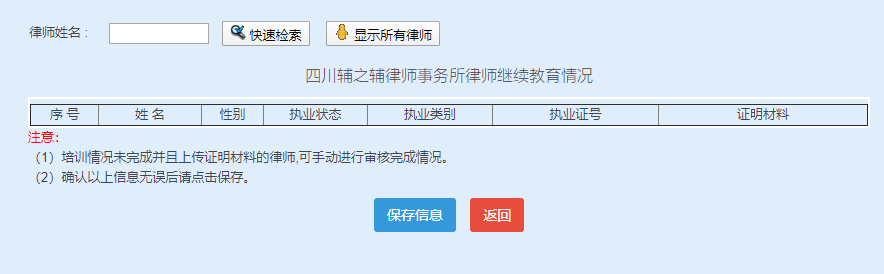 律师姓名： 快速检索 显示所有律师
四川辅之辅律师事务所律师继续教育情况
序 号 姓 名 性别 执业状态 执业类别 执业证号 证明材料
注意:
（1）培训情况未完成并且上传证明材料的律师,可手动进行审核完成情况。
（2）确认以上信息无误后请点击保存。
保存信息 返回